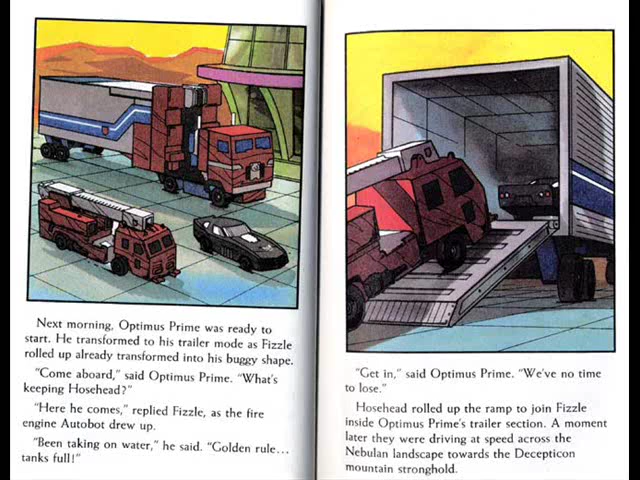 Next morning, Optimus Prime was ready to
start. He transformed to his trailer mode as Fizzle
rolled up already transformed into his buggy shape.
"Come aboard," said Optimus Prime. "What's
keeping Hosehead?"
"Here he comes," replied Fizzle, as the fire
engine Autobot drew up.
"Been taking on water," he said. "Golden rule...
tanks full!"
"Get in," said Optimus Prime. "We've no time
to lose."
Hosehead rolled up the ramp to join Fizzle
inside Optimus Prime's trailer section. A moment
later they were driving at speed across the
Nebulan landscape towards the Decepticon
mountain stronghold.